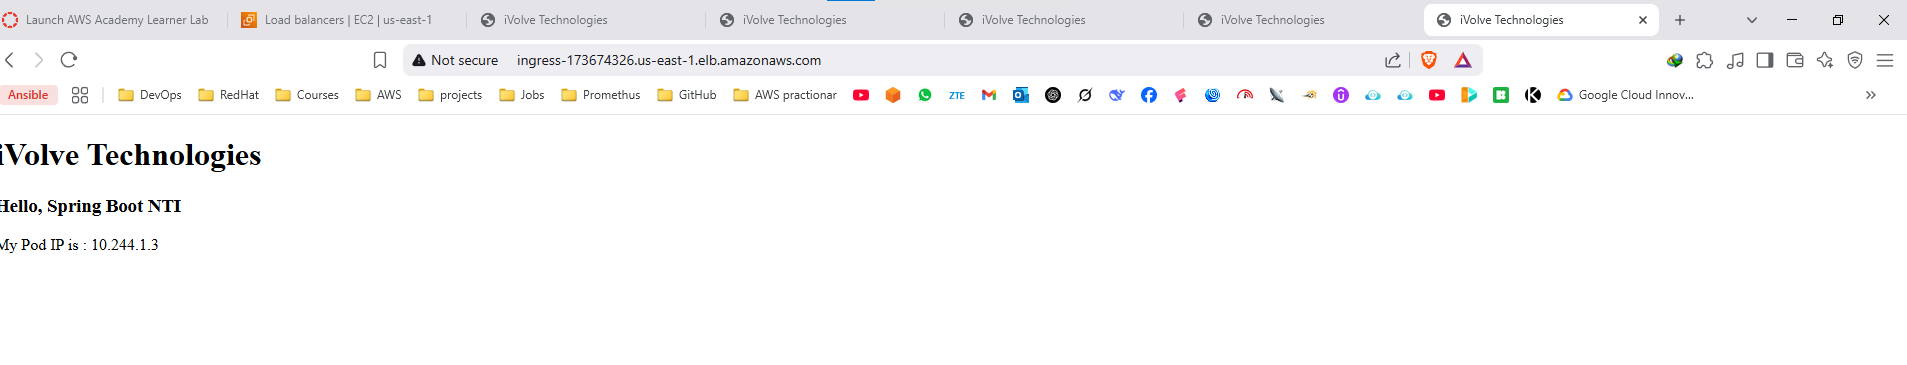 Launch AWS Academy Learner Lab
Load balancers | EC2 | us-east-1
iVolve Technologies
iVolve Technologies
iVolve Technologies
iVolve Technologies
iVolve Technologies
Not secure ingress-173674326.us-east-1.elb.amazonaws.com
Ansible DevOps RedHat Courses AWS projects Jobs Promethus GitHub AWS practionar ZTE Google Cloud Innov...
iVolve Technologies
Hello, Spring Boot NTI
My Pod IP is : 10.244.1.3